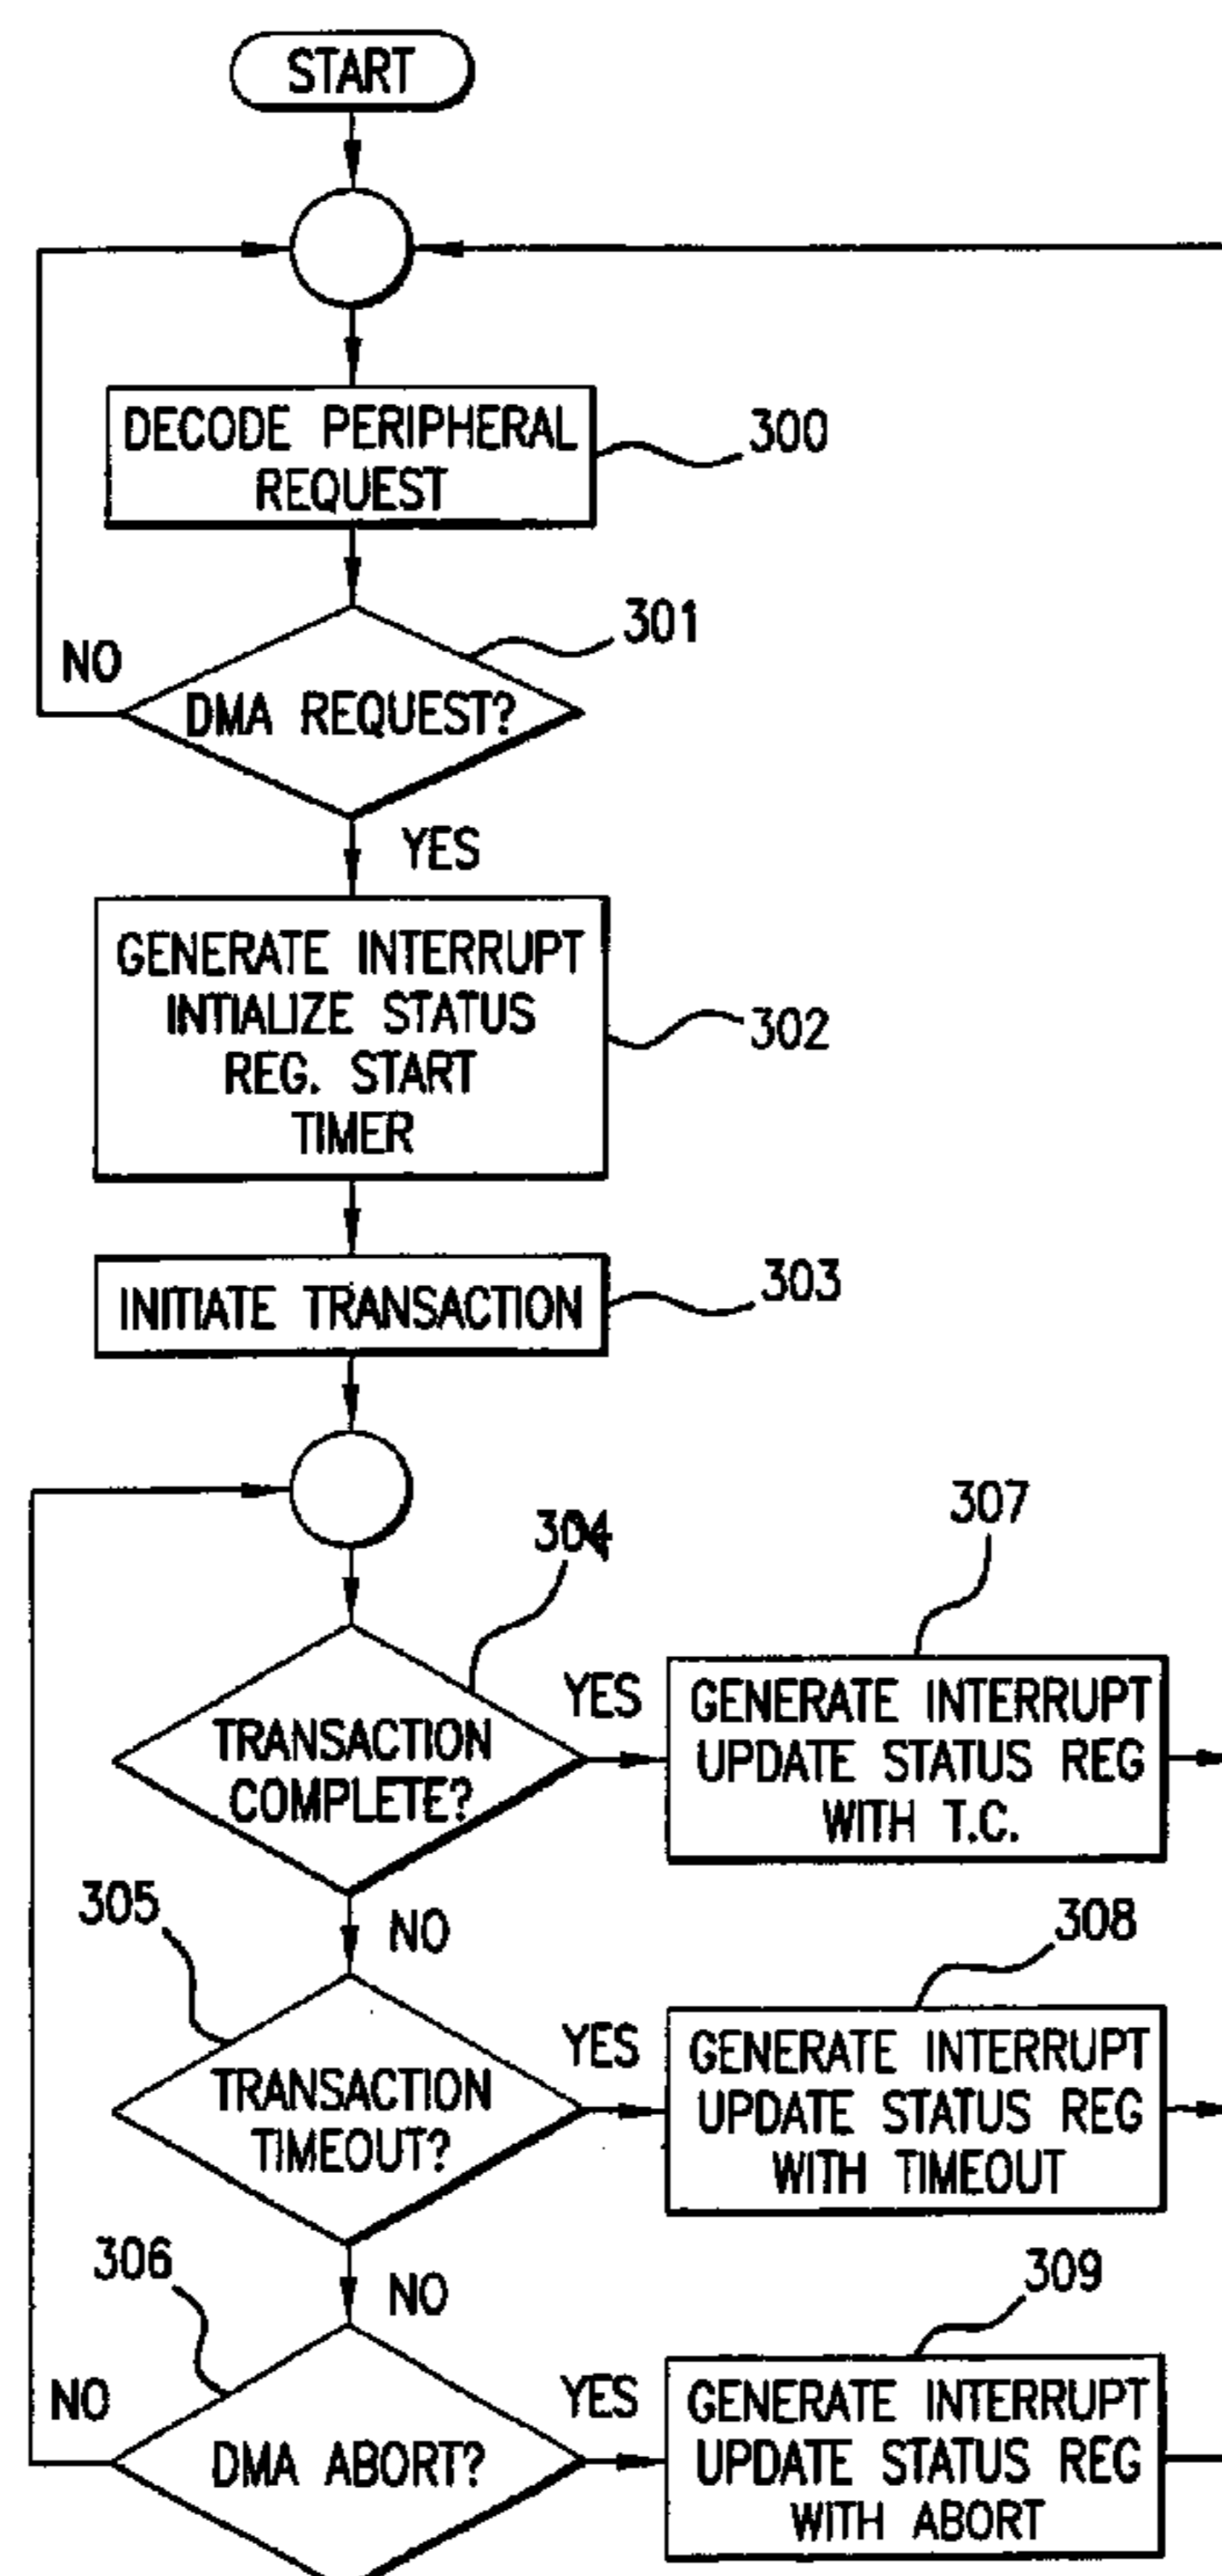 START
DECODE PERIPHERAL
REQUEST
300
301
NO
DMA REQUEST?
YES
GENERATE INTERRUPT
INTIALIZE STATUS
REG. START
TIMER
302
INITIATE TRANSACTION
303
304
307
YES
TRANSACTION
COMPLETE?
GENERATE INTERRUPT
UPDATE STATUS REG
WITH T.C.
305
NO
308
YES
TRANSACTION
TIMEOUT?
GENERATE INTERRUPT
UPDATE STATUS REG
WITH TIMEOUT
306
NO
309
NO
YES
DMA ABORT?
GENERATE INTERRUPT
UPDATE STATUS REG
WITH ABORT